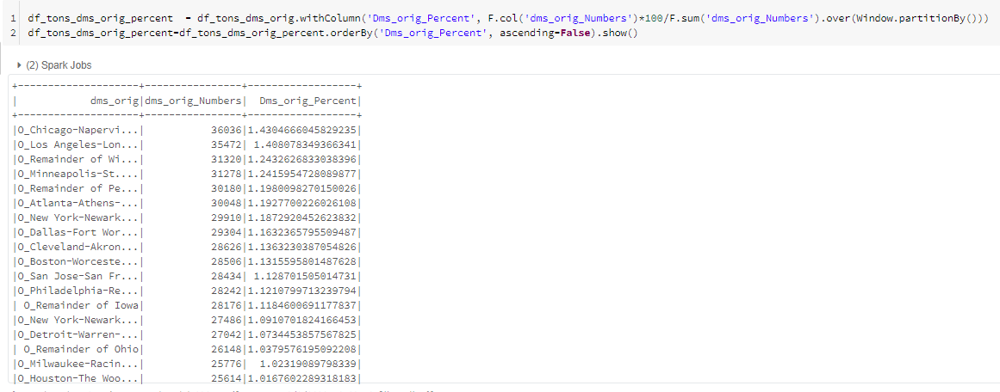 1 df_tons_dms_orig_percent = df_tons_dms_orig.withColumn('Dms_orig_Percent', F.col('dms_orig_Numbers')*100/F.sum('dms_orig_Numbers').over(Window.partitionBy()))
2 df_tons_dms_orig_percent=df_tons_dms_orig_percent.orderBy('Dms_orig_Percent', ascending=False).show()
(2) Spark Jobs
+--------------------+----------------+------------------+
|            dms_orig|dms_orig_Numbers|  Dms_orig_Percent|
+--------------------+----------------+------------------+
|O_Chicago-Napervi...|           36036|1.4304666045829235|
|O_Los Angeles-Lon...|           35472| 1.408078349366341|
|O_Remainder of Wi...|           31320|1.2432626833038396|
|O_Minneapolis-St....|           31278|1.2415954728089877|
|O_Remainder of Pe...|           30180|1.1980098270150026|
|O_Atlanta-Athens-...|           30048|1.1927700226026108|
|O_New York-Newark...|           29910|1.1872920452623832|
|O_Dallas-Fort Wor...|           29304|1.1632365795509487|
|O_Cleveland-Akron...|           28626|1.1363230387054826|
|O_Boston-Worceste...|           28506|1.1315595801487628|
|O_San Jose-San Fr...|           28434| 1.128701505014731|
|O_Philadelphia-Re...|           28242|1.1210799713239794|
| O_Remainder of Iowa|           28176|1.1184600691177837|
|O_New York-Newark...|           27486|1.0910701824166453|
|O_Detroit-Warren-...|           27042|1.0734453857567825|
| O_Remainder of Ohio|           26148|1.0379576195092208|
|O_Milwaukee-Racin...|           25776|  1.02319089798339|
|O_Houston-The Woo...|           25614|1.0167602289318183|